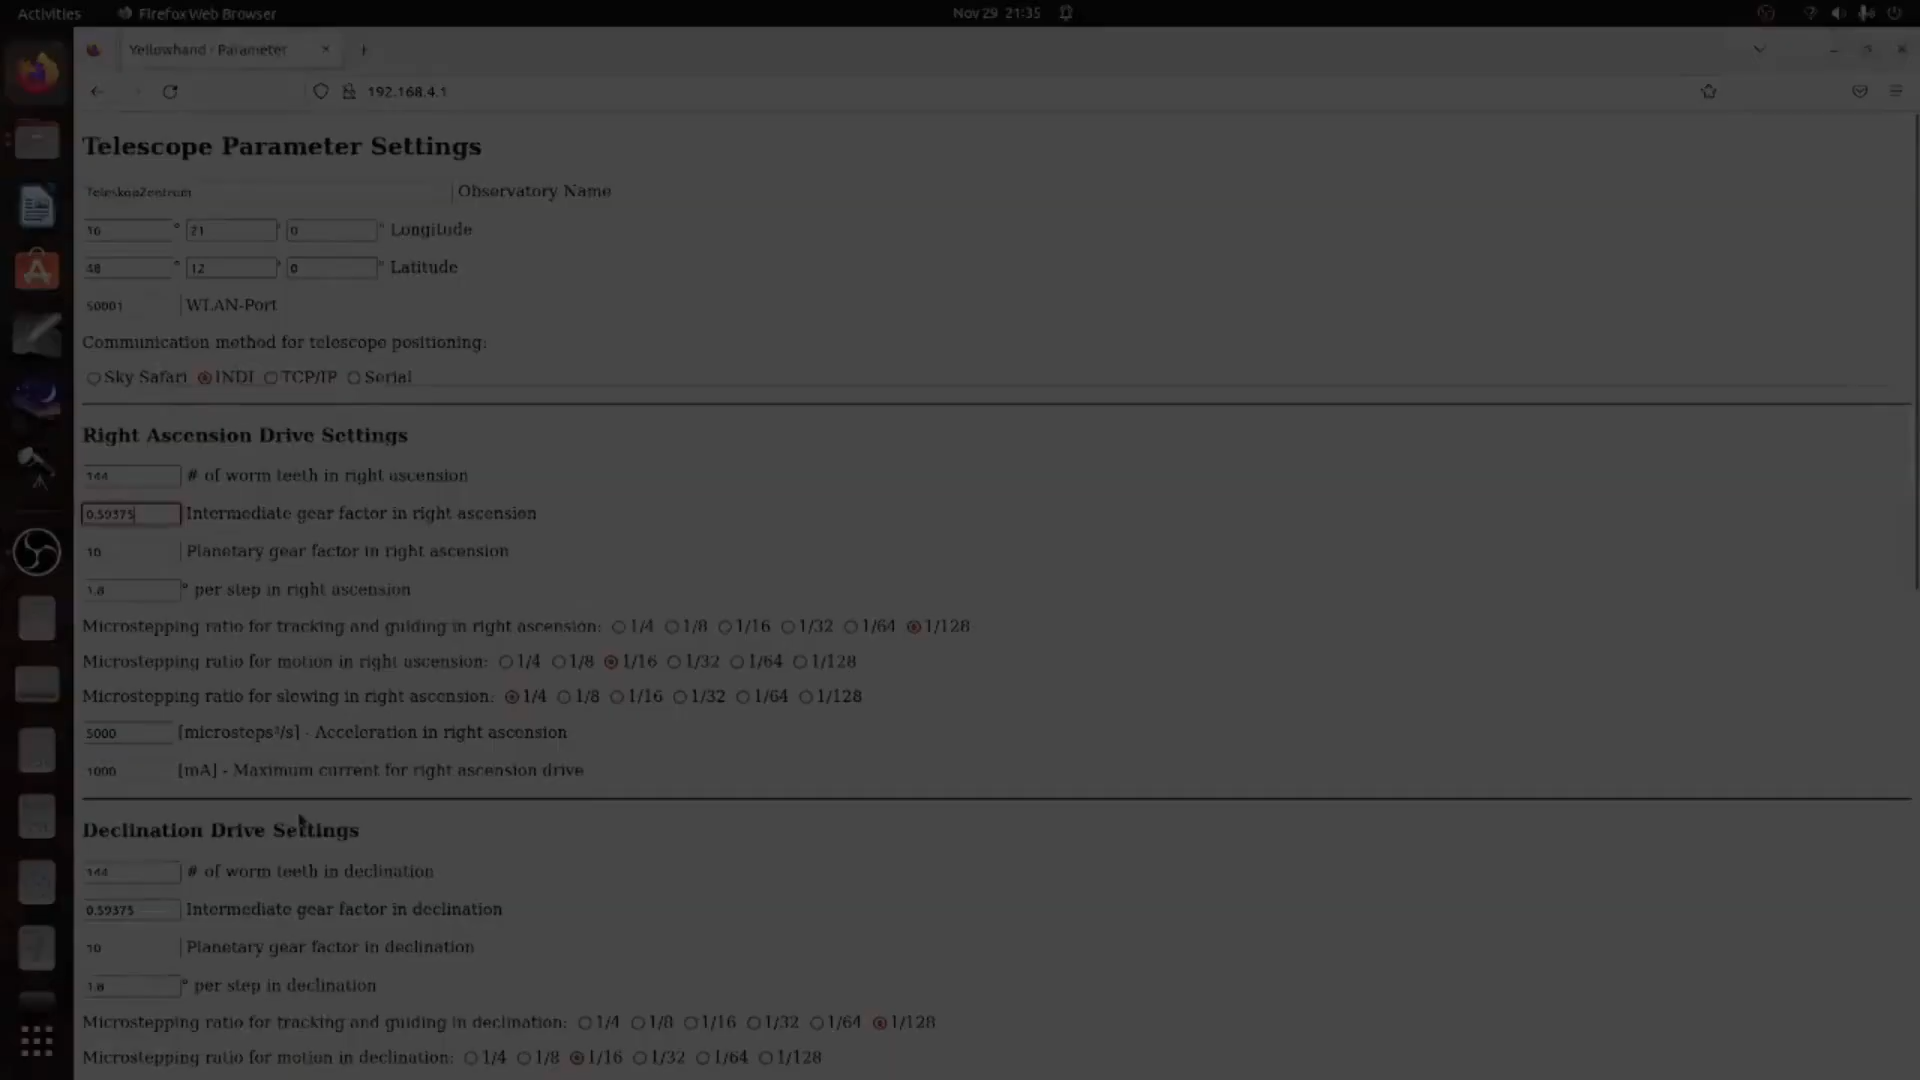 Activities Firefox Web Browser Nov 29 21:35
Yellowhand - Parameter
192.168.4.1
Telescope Parameter Settings
TeleskopZentrum Observatory Name
16 ° 21 ' 0 " Longitude
48 ° 12 ' 0 " Latitude
50001 WLAN-Port
Communication method for telescope positioning:
Sky Safari INDI TCP/IP Serial
Right Ascension Drive Settings
144 # of worm teeth in right ascension
0.59375 Intermediate gear factor in right ascension
10 Planetary gear factor in right ascension
1.8 ° per step in right ascension
Microstepping ratio for tracking and guiding in right ascension: 1/4 1/8 1/16 1/32 1/64 1/128
Microstepping ratio for motion in right ascension: 1/4 1/8 1/16 1/32 1/64 1/128
Microstepping ratio for slewing in right ascension: 1/4 1/8 1/16 1/32 1/64 1/128
5000 [microsteps²/s] - Acceleration in right ascension
1000 [mA] - Maximum current for right ascension drive
Declination Drive Settings
144 # of worm teeth in declination
0.59375 Intermediate gear factor in declination
10 Planetary gear factor in declination
1.8 ° per step in declination
Microstepping ratio for tracking and guiding in declination: 1/4 1/8 1/16 1/32 1/64 1/128
Microstepping ratio for motion in declination: 1/4 1/8 1/16 1/32 1/64 1/128